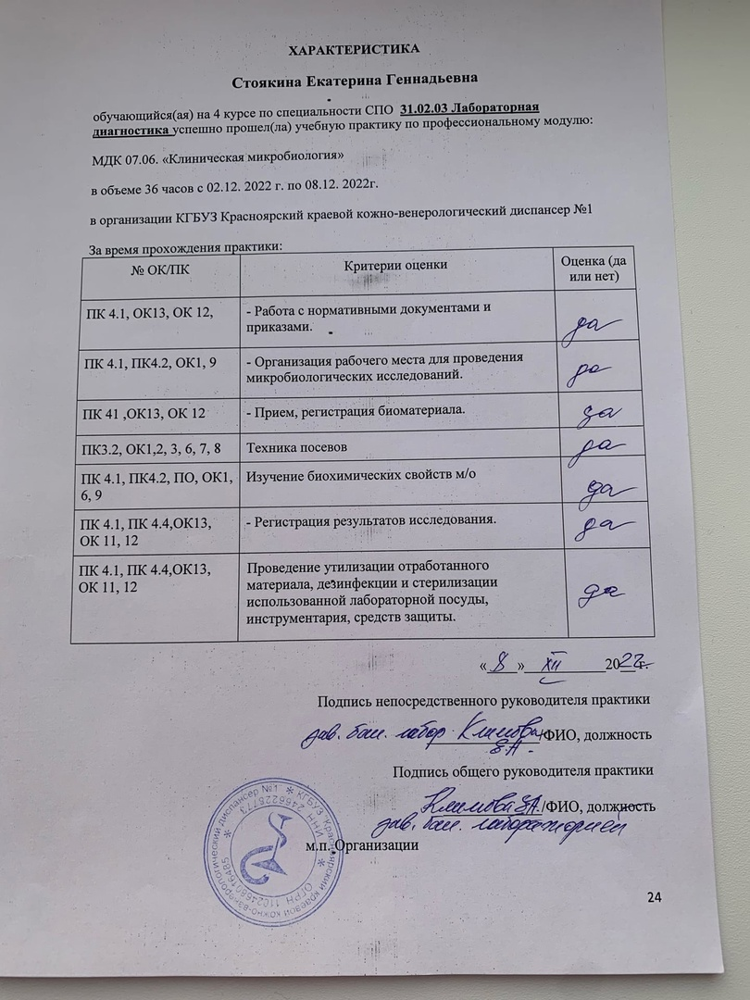 ХАРАКТЕРИСТИКА
Стоякина Екатерина Геннадьевна
обучающийся(ая) на 4 курсе по специальности СПО 31.02.03 Лабораторная
диагностика успешно прошел(ла) учебную практику по профессиональному модулю:
МДК 07.06. «Клиническая микробиология»
в объеме 36 часов с 02.12. 2022 г. по 08.12. 2022г.
в организации КГБУЗ Красноярский краевой кожно-венерологический диспансер №1
За время прохождения практики:
№ ОК/ПК
Критерии оценки
Оценка (да
или нет)
ПК 4.1, ОК13, ОК 12,
- Работа с нормативными документами и
приказами.
да
ПК 4.1, ПК4.2, ОК1, 9
- Организация рабочего места для проведения
микробиологических исследований.
да
ПК 41 ,ОК13, ОК 12
- Прием, регистрация биоматериала.
да
ПК3.2, ОК1,2, 3, 6, 7, 8
Техника посевов
да
ПК 4.1, ПК4.2, ПО, ОК1,
6, 9
Изучение биохимических свойств м/о
да
ПК 4.1, ПК 4.4,ОК13,
ОК 11, 12
- Регистрация результатов исследования.
да
ПК 4.1, ПК 4.4,ОК13,
ОК 11, 12
Проведение утилизации отработанного
материала, дезинфекции и стерилизации
использованной лабораторной посуды,
инструментария, средств защиты.
да
«8» XII 2022г.
Подпись непосредственного руководителя практики
зав. бак. лабор Климова /ФИО, должность
Е.А.
Подпись общего руководителя практики
Климова Е.А. /ФИО, должность
зав. бак. лабораторией
м.п. Организации
КГБУЗ "Красноярский краевой кожно-венерологический диспансер №1"
ИНН 2466225773
ОГРН
24